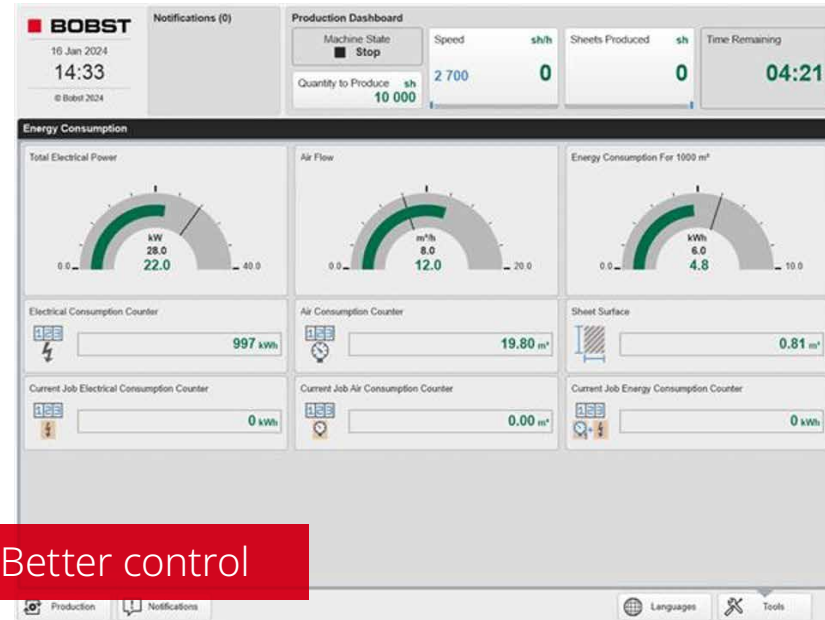 BOBST
16 Jan 2024
14:33
© Bobst 2024
Notifications (0)
Production Dashboard
Machine State
Stop
Quantity to Produce sh
10 000
Speed sh/h
2 700 0
Sheets Produced sh
0
Time Remaining
04:21
Energy Consumption
Total Electrical Power
kW
28.0
0.0 22.0 40.0
Air Flow
m³/h
8.0
0.0 12.0 20.0
Energy Consumption For 1000 m²
kWh
6.0
0.0 4.8 10.0
Electrical Consumption Counter
123
997 kWh
Air Consumption Counter
123
19.80 m³
Sheet Surface
0.81 m²
Current Job Electrical Consumption Counter
123
0 kWh
Current Job Air Consumption Counter
123
0.00 m³
Current Job Energy Consumption Counter
123
0 kWh
Better control
Production
Notifications
Languages
Tools